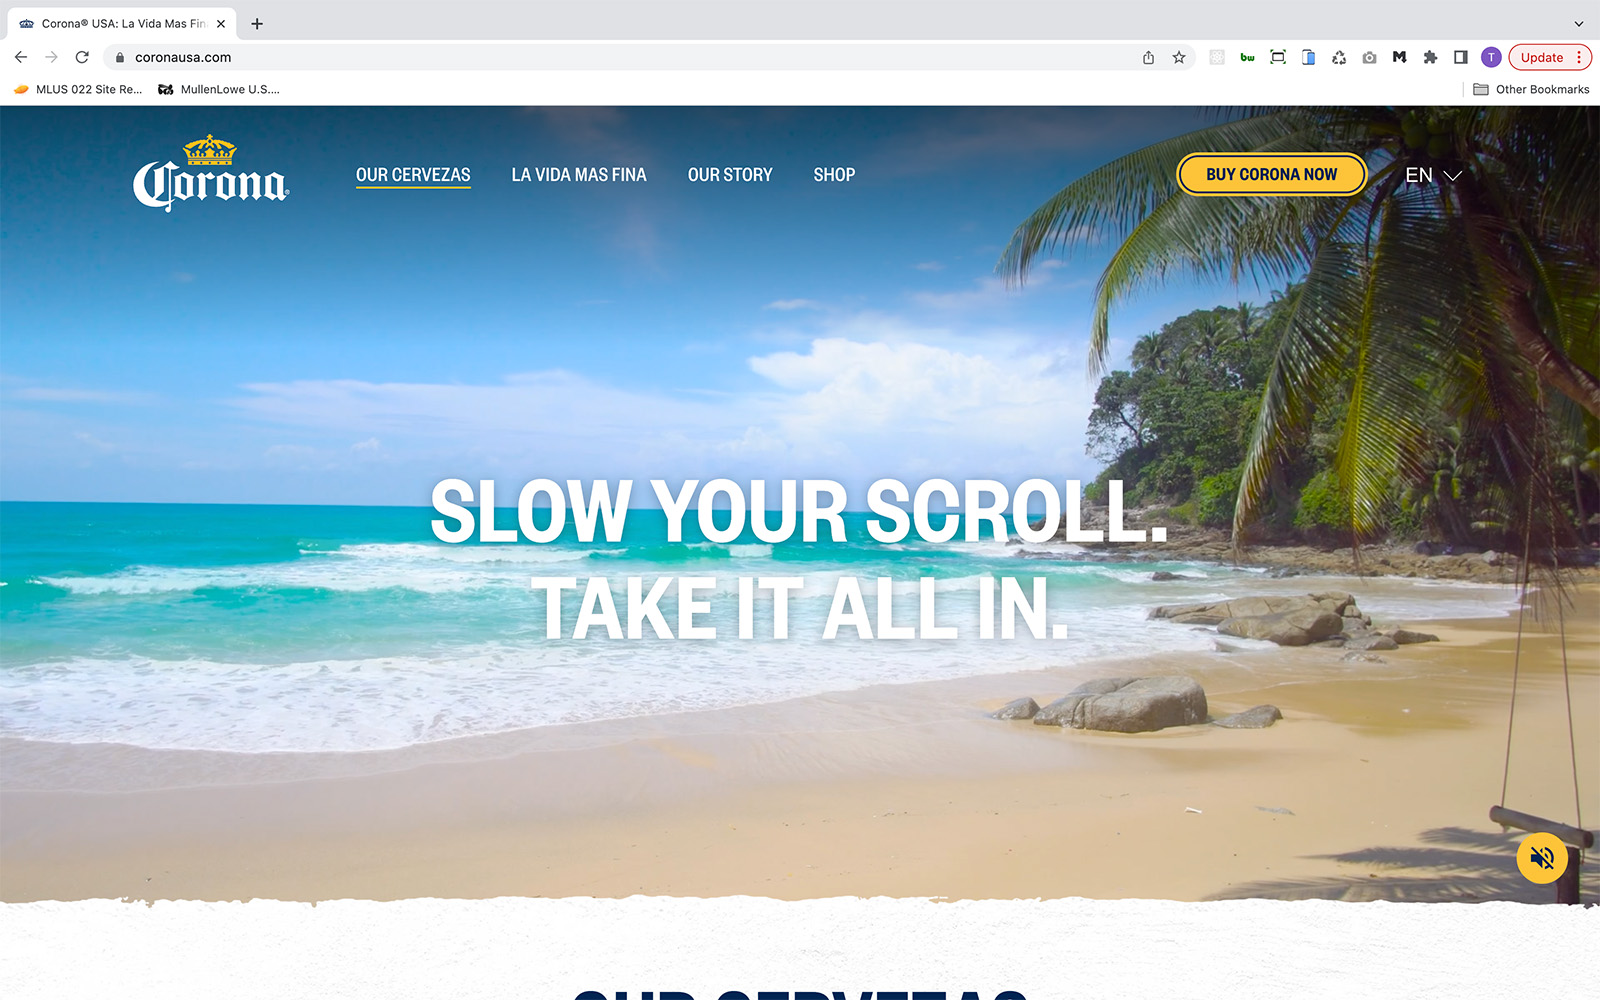 Corona® USA: La Vida Mas Fin
coronausa.com
bw
M
T
Update
MLUS 022 Site Re...
MullenLowe U.S....
Other Bookmarks
Corona®
OUR CERVEZAS
LA VIDA MAS FINA
OUR STORY
SHOP
BUY CORONA NOW
EN
SLOW YOUR SCROLL.
TAKE IT ALL IN.
OUR CERVEZAS